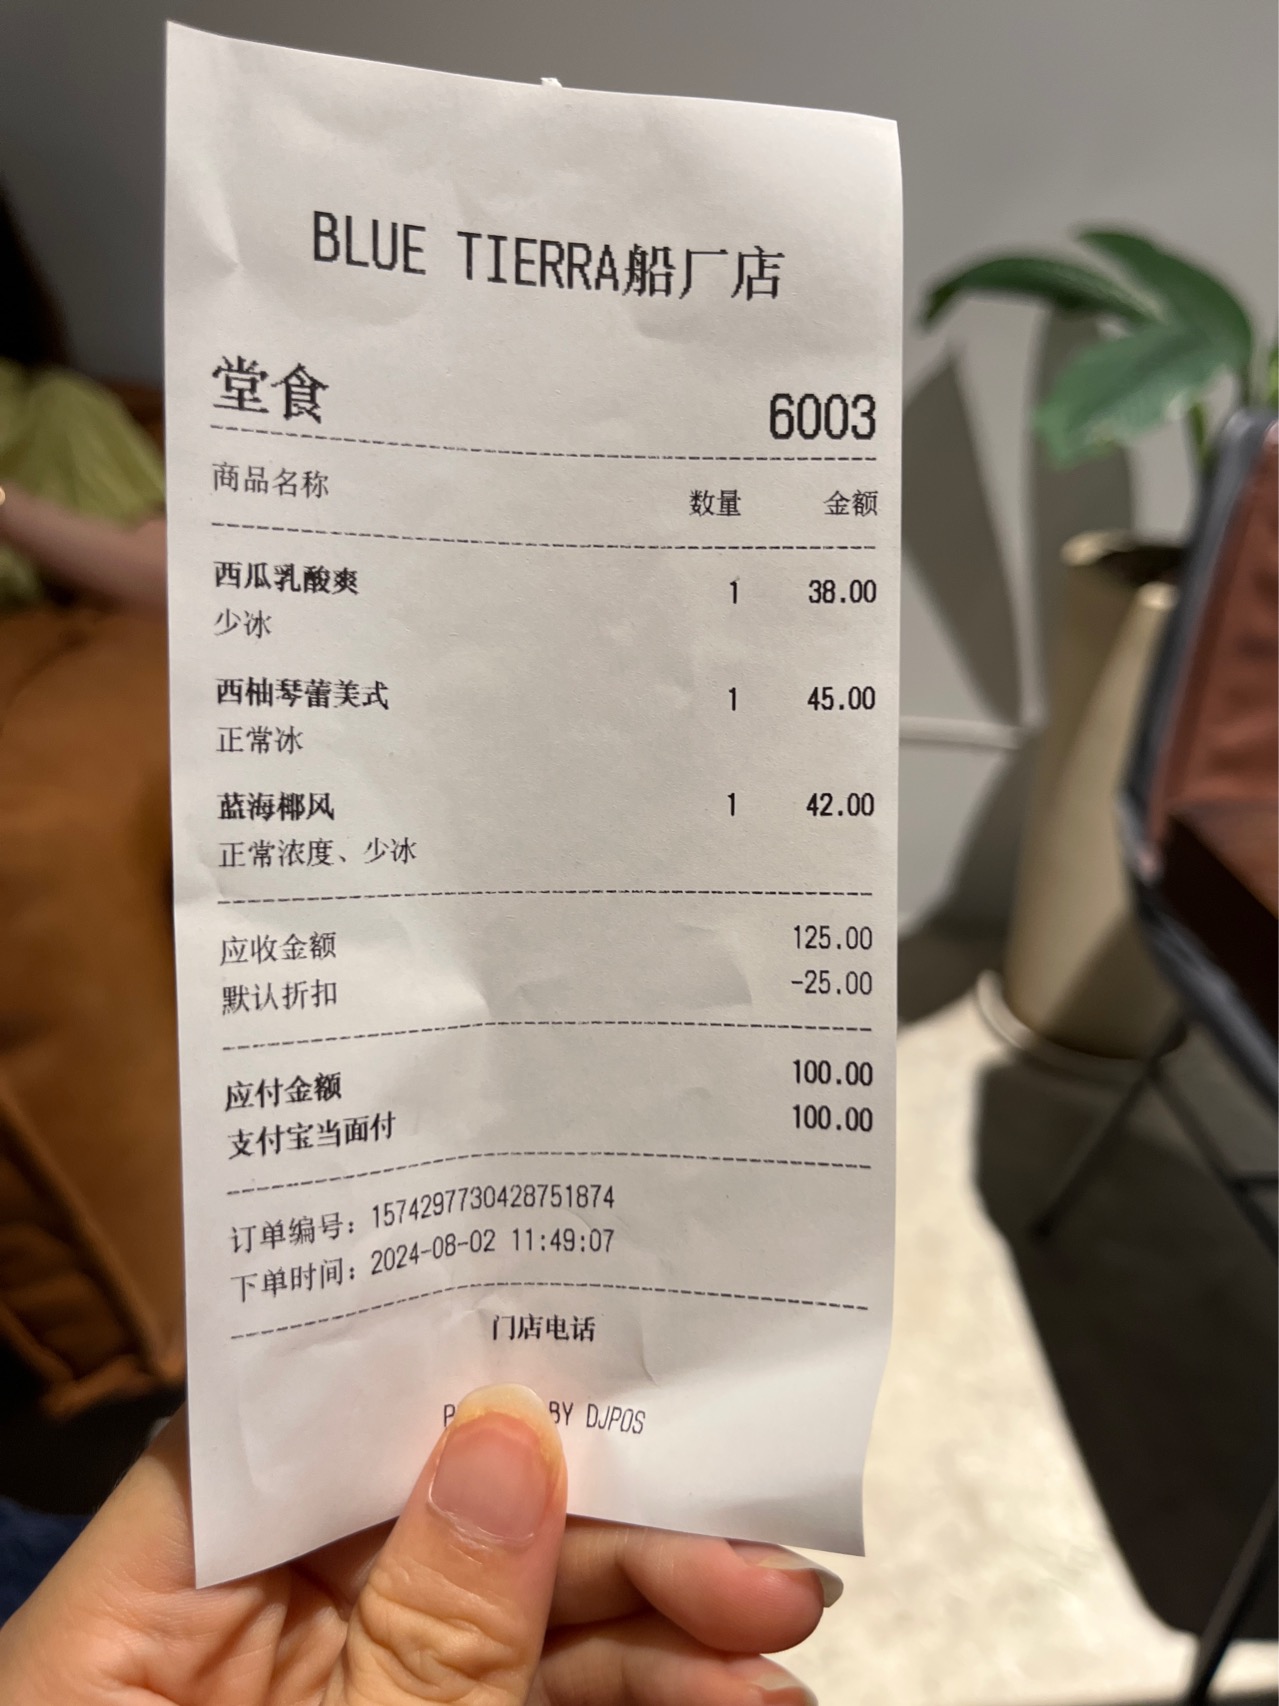 BLUE TIERRA船厂店
堂食 6003
商品名称 数量 金额
西瓜乳酸爽 1 38.00
少冰
西柚琴蕾美式 1 45.00
正常冰
蓝海椰风 1 42.00
正常浓度、少冰
应收金额 125.00
默认折扣 -25.00
应付金额 100.00
支付宝当面付 100.00
订单编号：1574297730428751874
下单时间：2024-08-02 11:49:07
门店电话
BY DJPOS